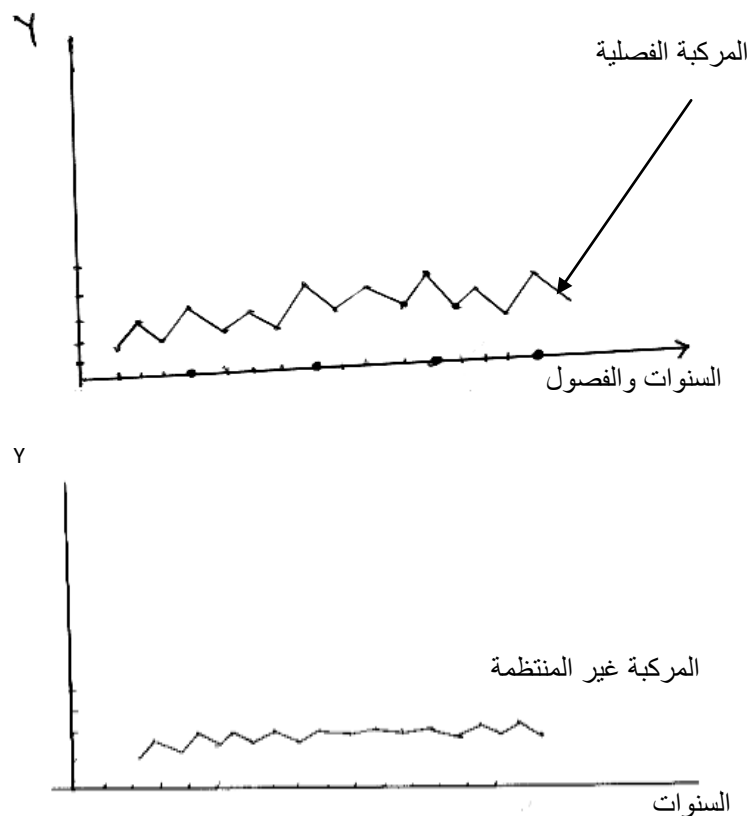 Y
المركبة الفصلية
السنوات والفصول
Y
المركبة غير المنتظمة
السنوات